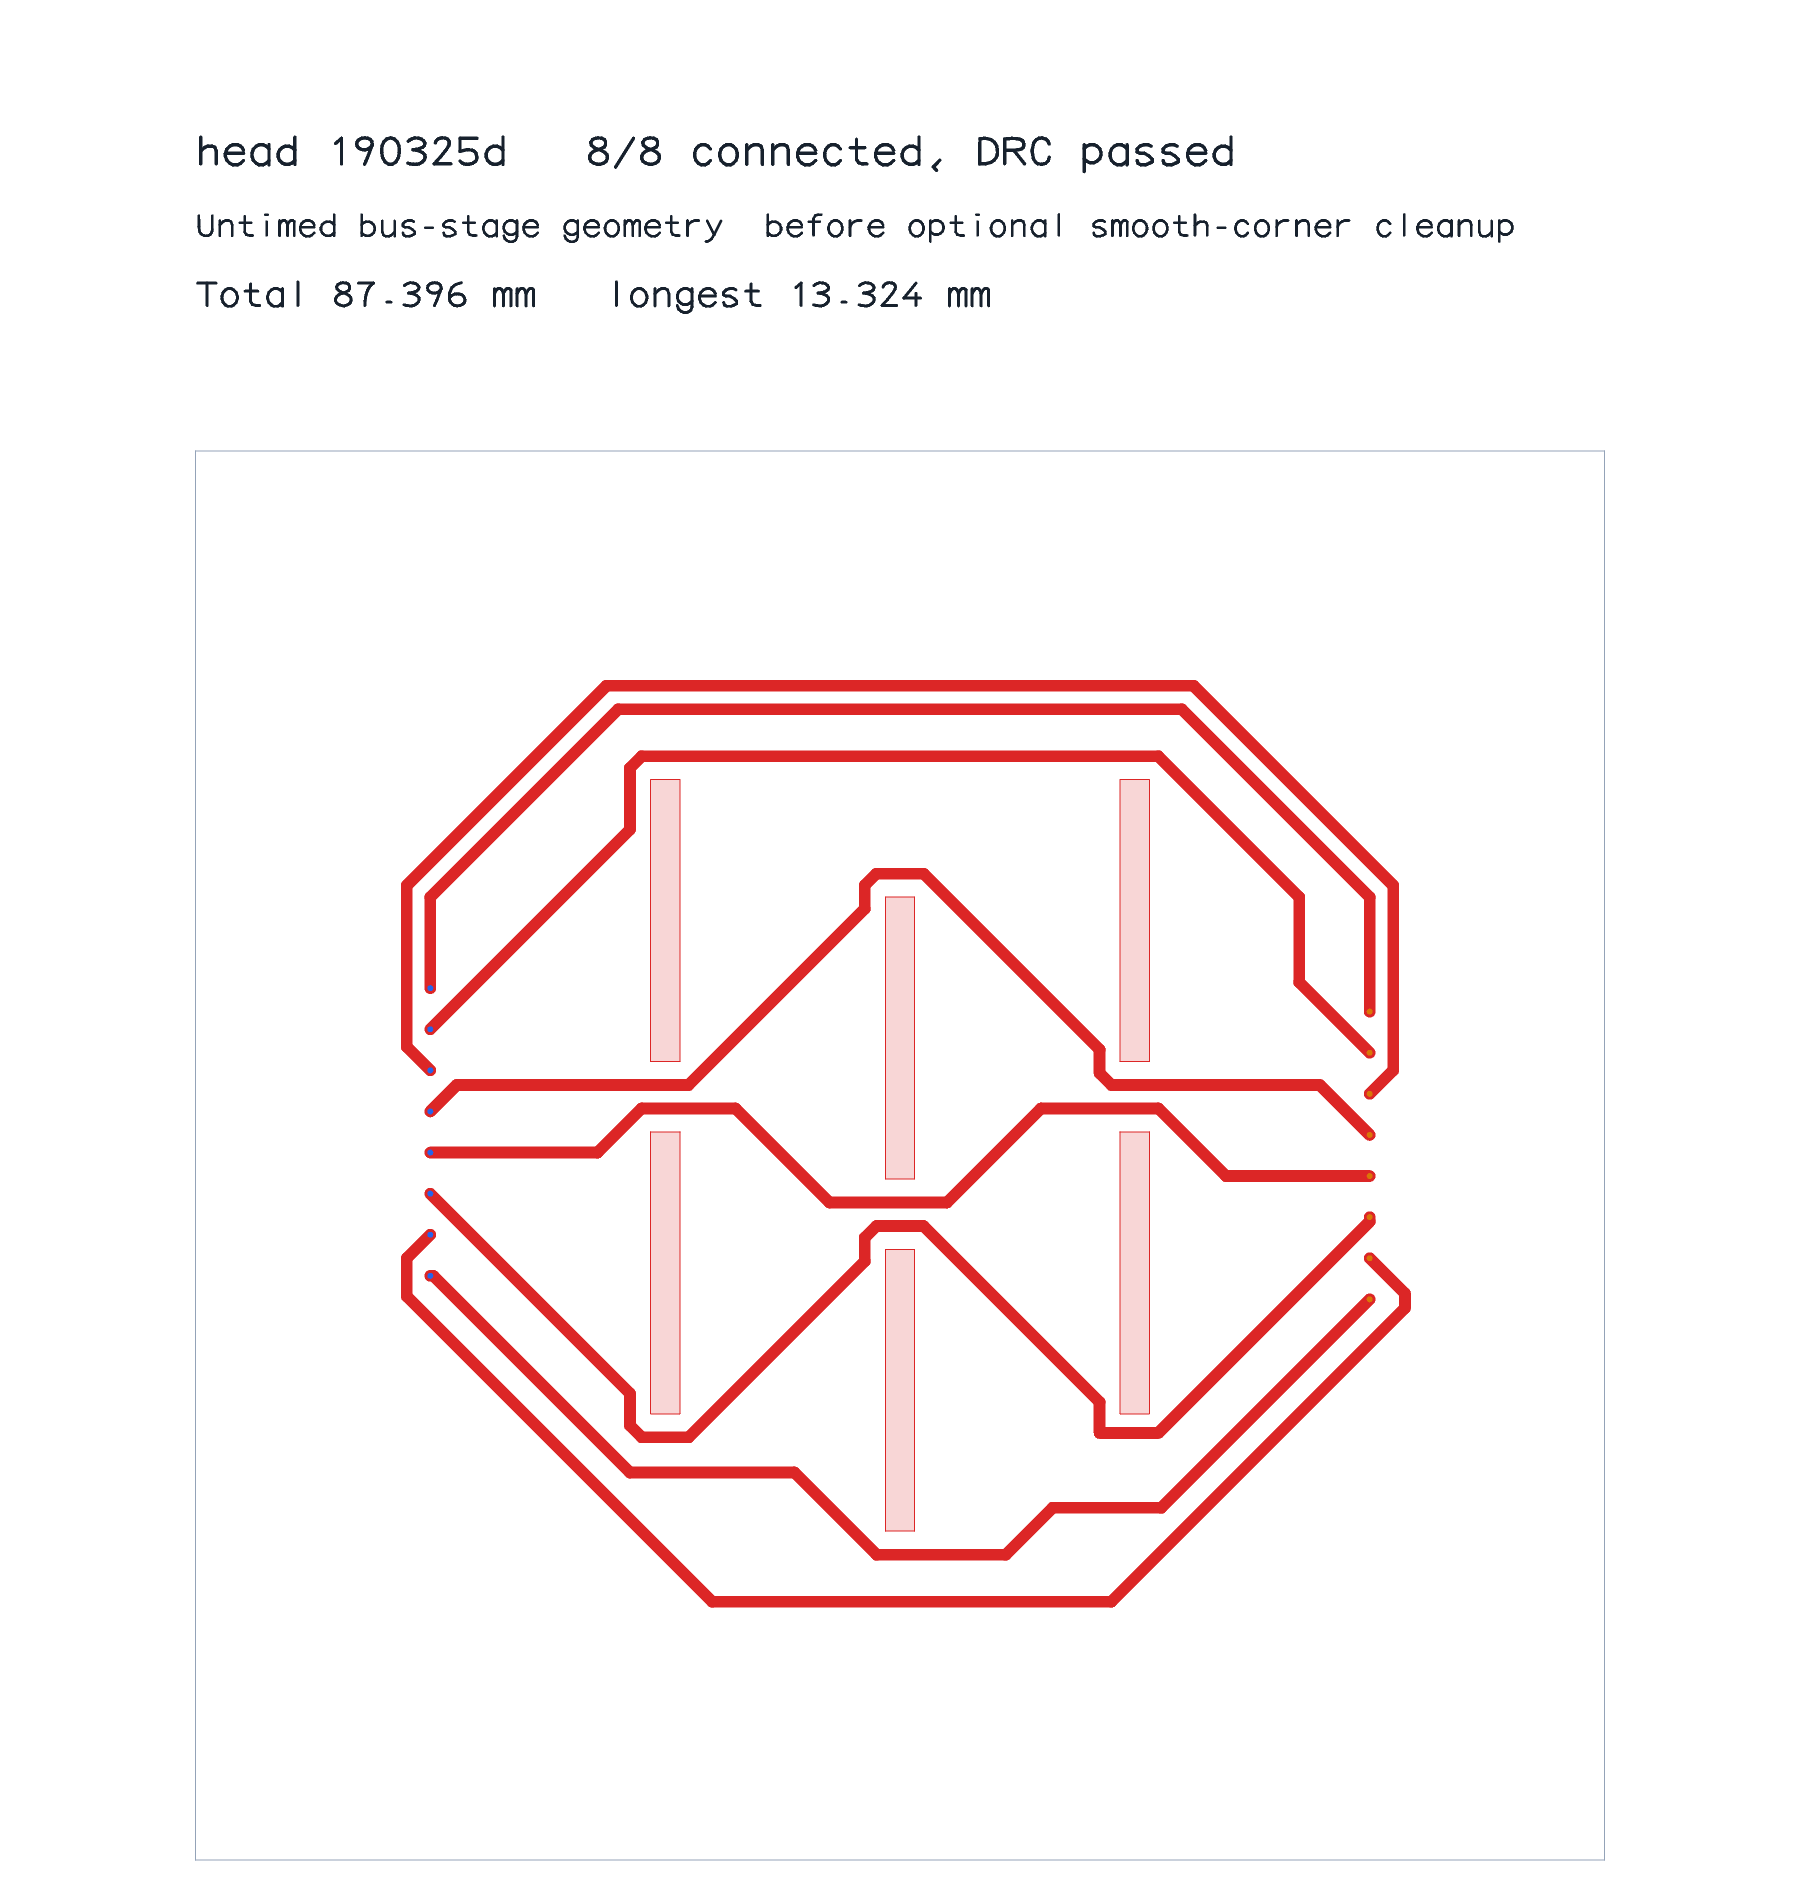 head 190325d 8/8 connected, DRC passed
Untimed bus-stage geometry before optional smooth-corner cleanup
Total 87.396 mm longest 13.324 mm